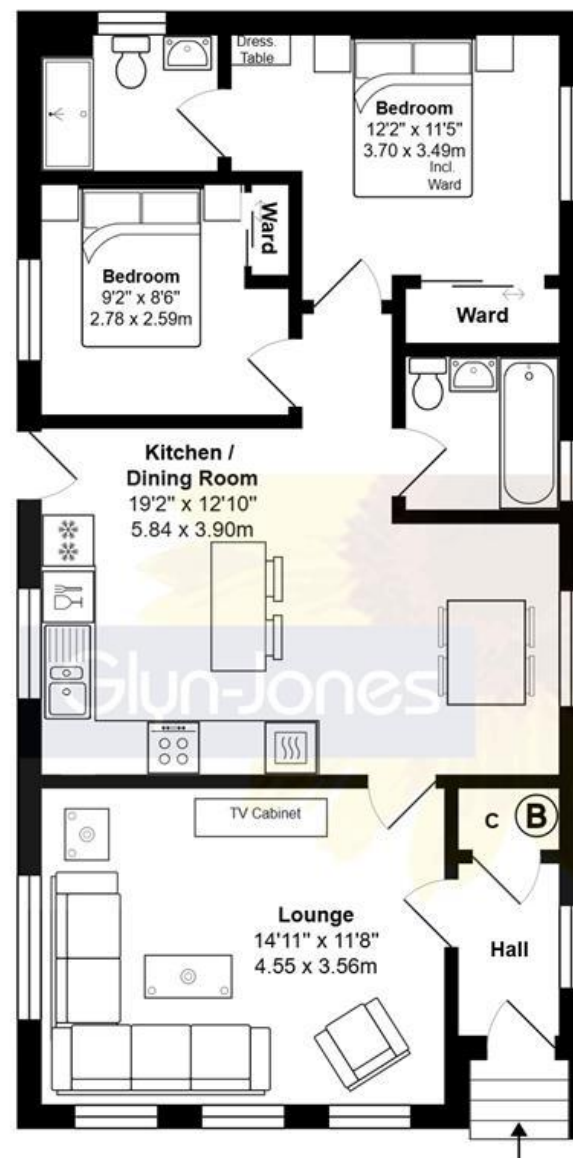 Dress.
Table
Bedroom
12'2" x 11'5"
3.70 x 3.49m
Incl.
Ward
Ward
Bedroom
9'2" x 8'6"
2.78 x 2.59m
Ward
Kitchen /
Dining Room
19'2" x 12'10"
5.84 x 3.90m
Glyn-Jones
TV Cabinet
C B
Lounge
14'11" x 11'8"
4.55 x 3.56m
Hall